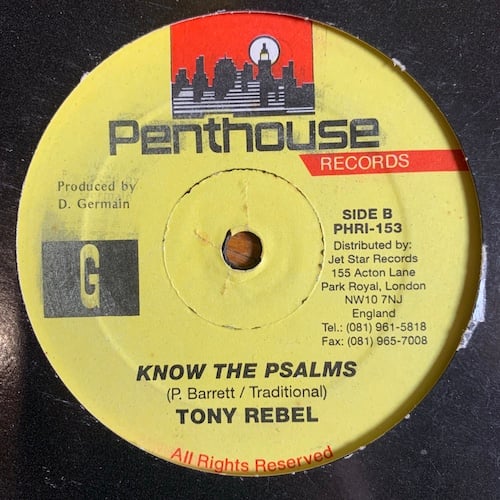 Penthouse
RECORDS
Produced by
D. Germain
G
SIDE B
PHRI-153
Distributed by:
Jet Star Records
155 Acton Lane
Park Royal, London
NW10 7NJ
England
Tel.: (081) 961-5818
Fax: (081) 965-7008
KNOW THE PSALMS
(P. Barrett / Traditional)
TONY REBEL
All Rights Reserved